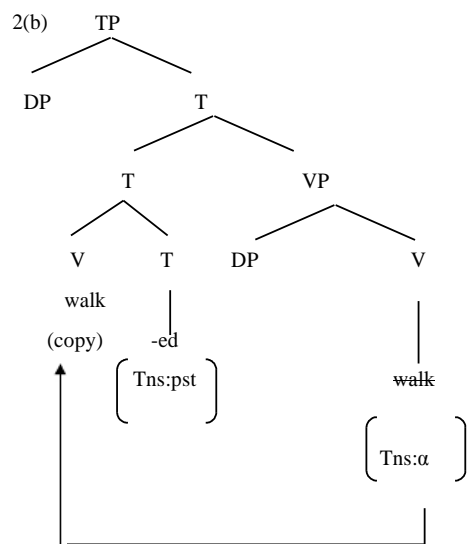 2(b) TP
DP T
T VP
V T DP V
walk
(copy) -ed
Tns:pst
walk
Tns:α